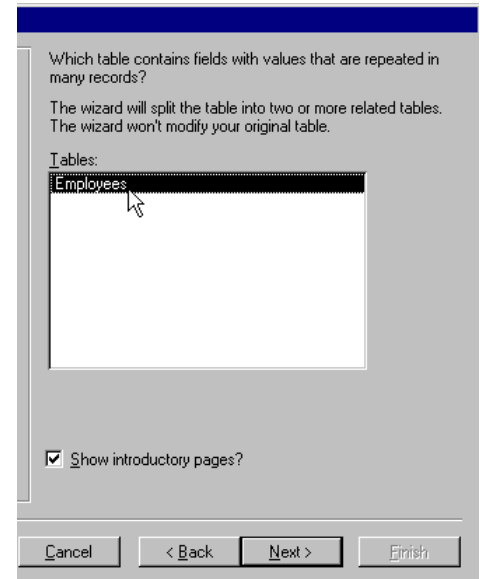 Which table contains fields with values that are repeated in
many records?
The wizard will split the table into two or more related tables.
The wizard won't modify your original table.
Tables:
Employees
Show introductory pages?
Cancel
< Back
Next >
Finish